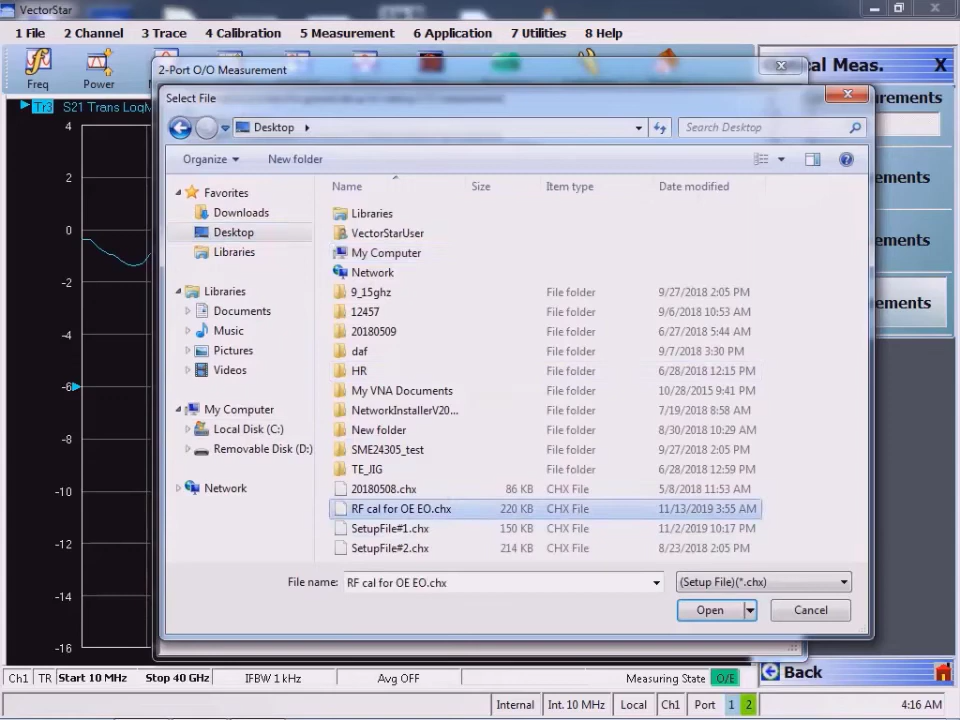 VectorStar
1 File 2 Channel 3 Trace 4 Calibration 5 Measurement 6 Application 7 Utilities 8 Help
Freq Power
2-Port O/O Measurement
al Meas. X
Tr3 S21 Trans LogM
Select File
urements
Desktop
Search Desktop
Organize New folder
Name Size Item type Date modified
ements
ements
ements
Favorites
Downloads
Desktop
Libraries
Libraries
Documents
Music
Pictures
Videos
My Computer
Local Disk (C:)
Removable Disk (D:)
Network
Libraries
VectorStarUser
My Computer
Network
9_15ghz File folder 9/27/2018 2:05 PM
12457 File folder 9/6/2018 10:53 AM
20180509 File folder 6/27/2018 5:44 AM
daf File folder 9/7/2018 3:30 PM
HR File folder 6/28/2018 12:15 PM
My VNA Documents File folder 10/28/2015 9:41 PM
NetworkInstallerV20... File folder 7/19/2018 8:58 AM
New folder File folder 8/30/2018 10:29 AM
SME24305_test File folder 9/27/2018 2:05 PM
TE_JIG File folder 6/28/2018 12:59 PM
20180508.chx 86 KB CHX File 5/8/2018 11:53 AM
RF cal for OE EO.chx 220 KB CHX File 11/13/2019 3:55 AM
SetupFile#1.chx 150 KB CHX File 11/2/2019 10:17 PM
SetupFile#2.chx 214 KB CHX File 8/23/2018 2:05 PM
4
2
0
-2
-4
-6
-8
-10
-12
-14
-16
File name: RF cal for OE EO.chx (Setup File)(*.chx)
Open Cancel
Back
Ch1 TR Start 10 MHz Stop 40 GHz IFBW 1 kHz Avg OFF Measuring State O/E
Internal Int. 10 MHz Local Ch1 Port 1 2 4:16 AM